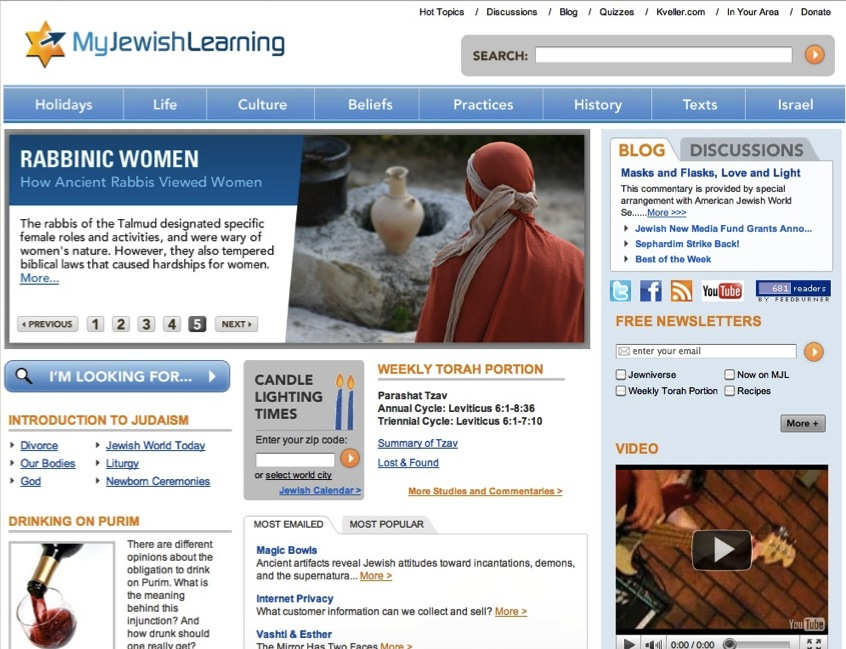 Hot Topics / Discussions / Blog / Quizzes / Kveller.com / In Your Area / Donate
MyJewishLearning
SEARCH:
Holidays Life Culture Beliefs Practices History Texts Israel
RABBINIC WOMEN
How Ancient Rabbis Viewed Women
The rabbis of the Talmud designated specific
female roles and activities, and were wary of
women's nature. However, they also tempered
biblical laws that caused hardships for women.
More...
PREVIOUS 1 2 3 4 5 NEXT
BLOG DISCUSSIONS
Masks and Flasks, Love and Light
This commentary is provided by special
arrangement with American Jewish World
Se......More >>>
Jewish New Media Fund Grants Anno...
Sephardim Strike Back!
Best of the Week
You Tube
681 readers
BY FEEDBURNER
FREE NEWSLETTERS
enter your email
Jewniverse Now on MJL
Weekly Torah Portion Recipes
More +
VIDEO
You Tube
0:00 / 0:00
I'M LOOKING FOR...
INTRODUCTION TO JUDAISM
Divorce Jewish World Today
Our Bodies Liturgy
God Newborn Ceremonies
DRINKING ON PURIM
There are different
opinions about the
obligation to drink
on Purim. What is
the meaning
behind this
injunction? And
how drunk should
one really get?
CANDLE
LIGHTING
TIMES
Enter your zip code:
or select world city
Jewish Calendar >
WEEKLY TORAH PORTION
Parashat Tzav
Annual Cycle: Leviticus 6:1-8:36
Triennial Cycle: Leviticus 6:1-7:10
Summary of Tzav
Lost & Found
More Studies and Commentaries >
MOST EMAILED MOST POPULAR
Magic Bowls
Ancient artifacts reveal Jewish attitudes toward incantations, demons,
and the supernatura... More >
Internet Privacy
What customer information can we collect and sell? More >
Vashti & Esther
The Mirror Has Two Faces More >